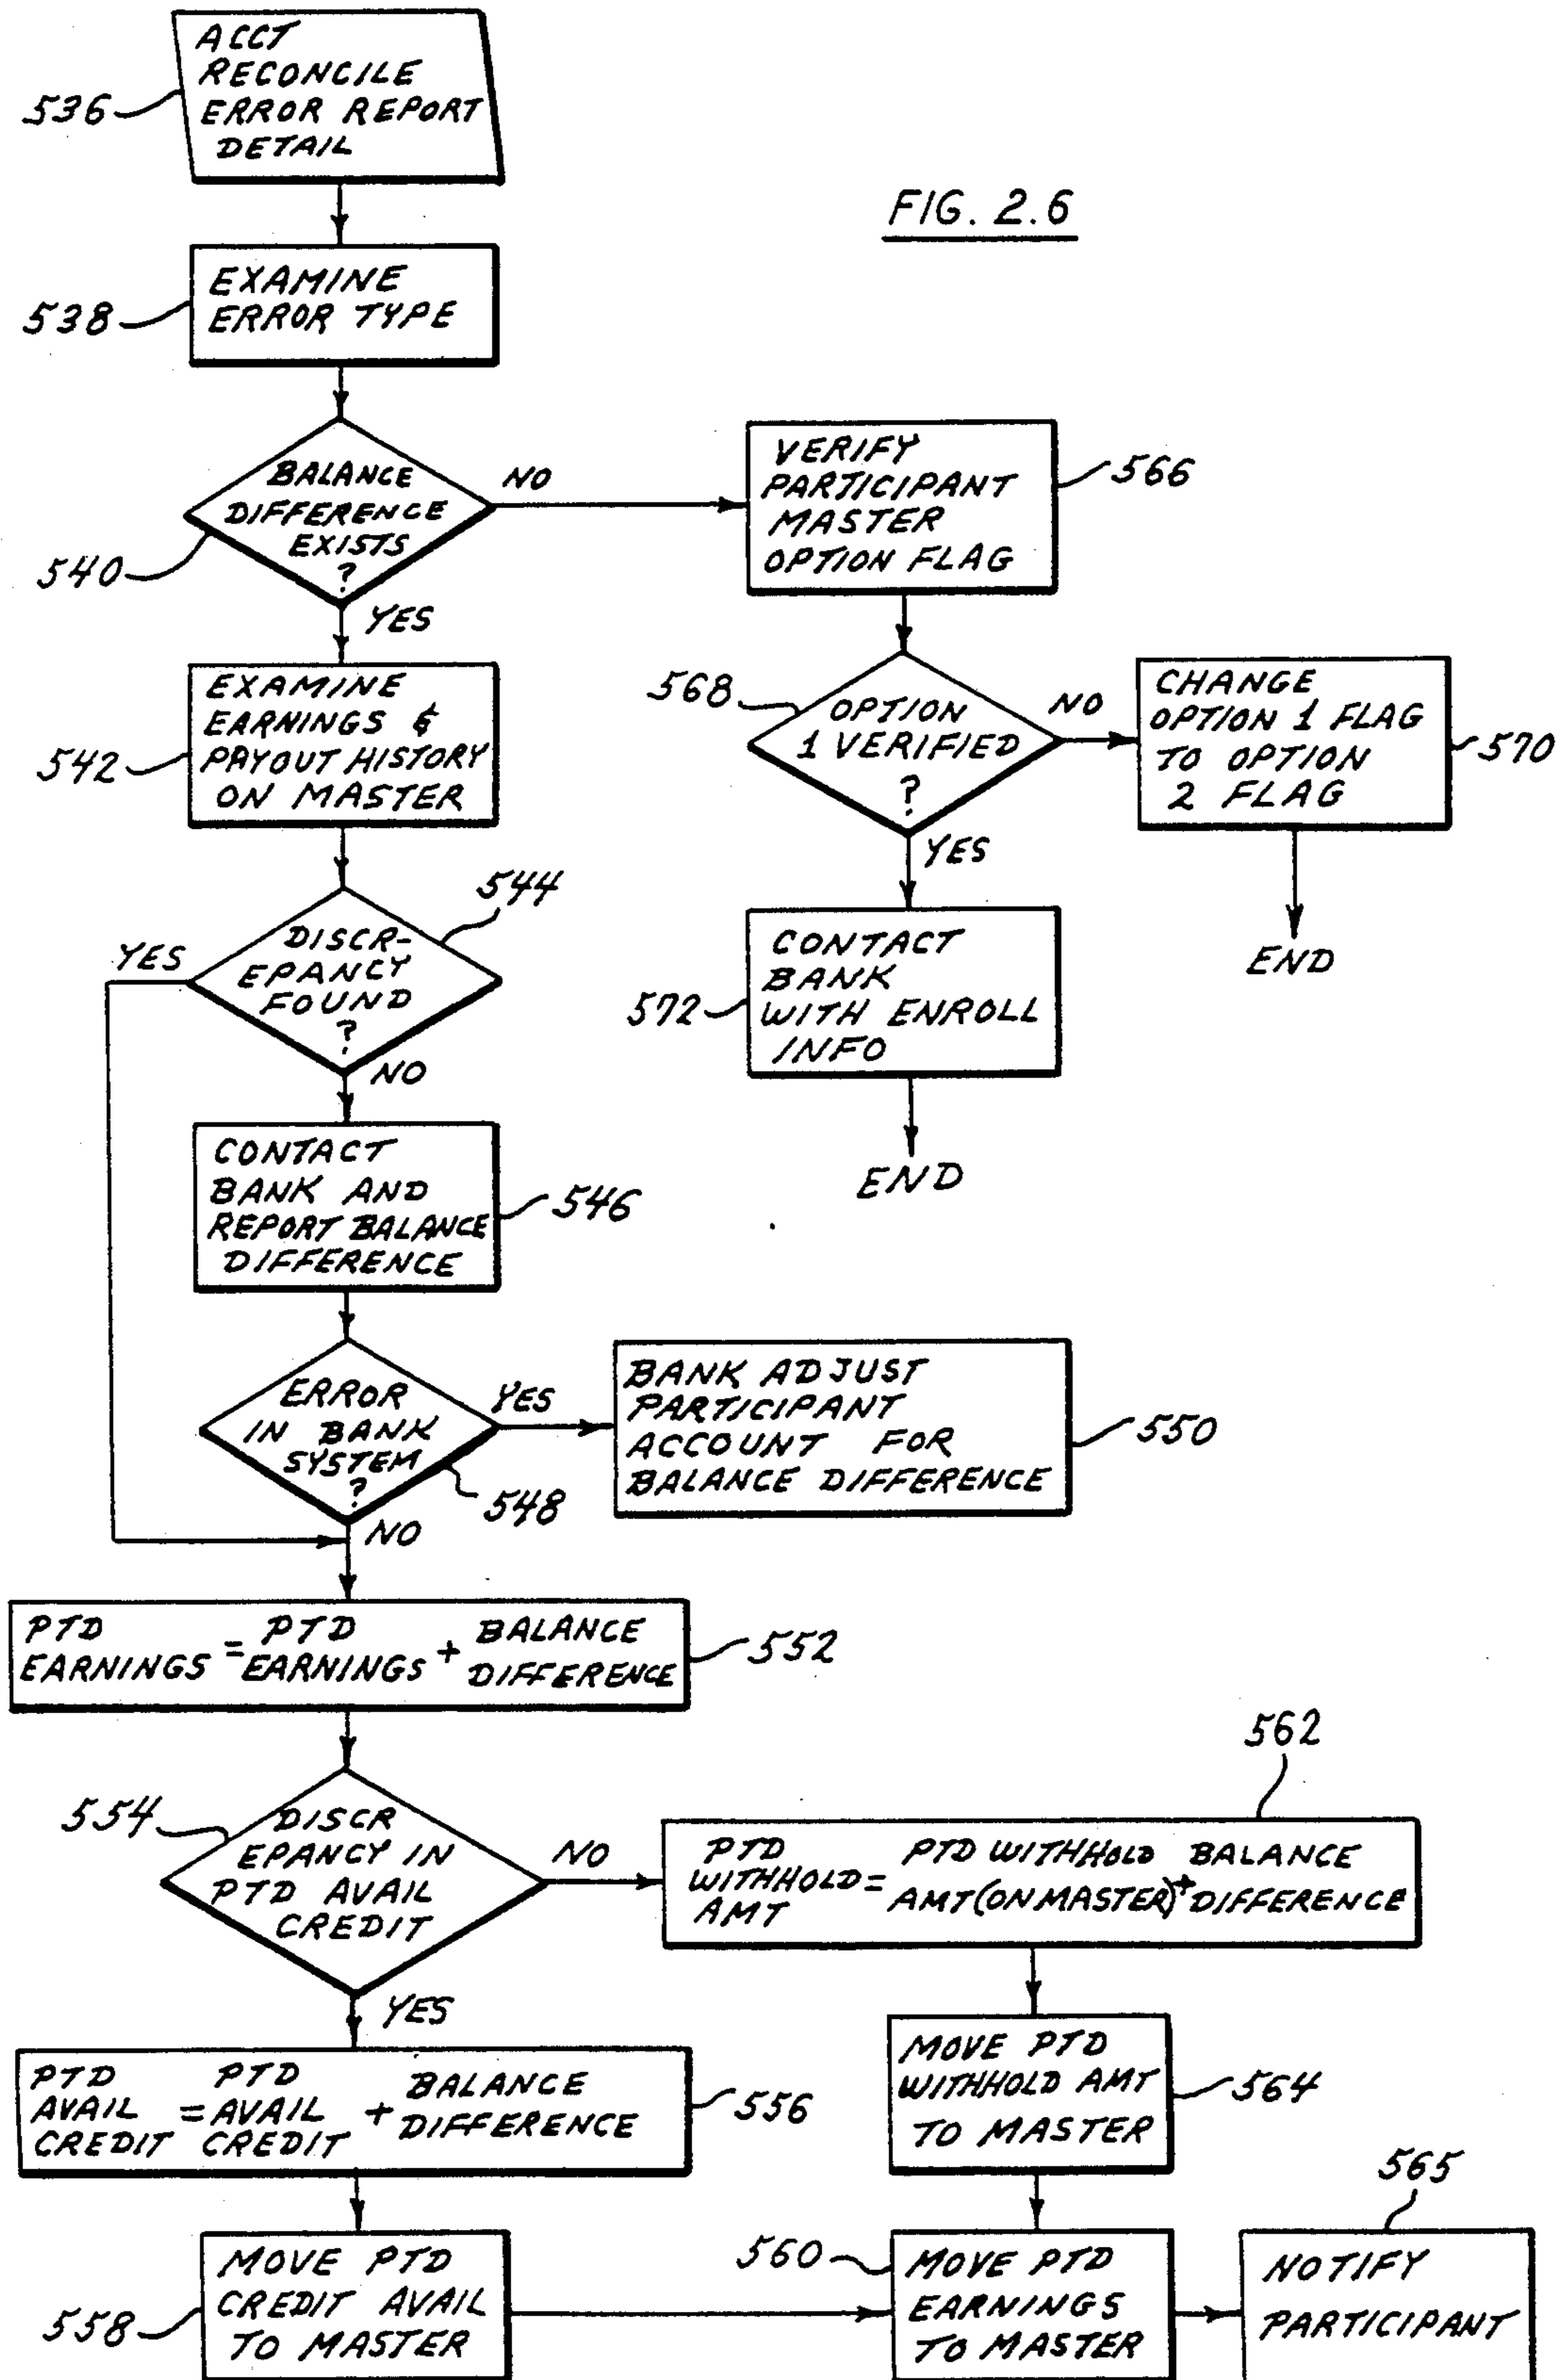 ACCT
RECONCILE
ERROR REPORT
DETAIL
536
FIG. 2.6
EXAMINE
ERROR TYPE
538
BALANCE
DIFFERENCE
EXISTS
?
540
NO
YES
VERIFY
PARTICIPANT
MASTER
OPTION FLAG
566
EXAMINE
EARNINGS &
PAYOUT HISTORY
ON MASTER
542
568
OPTION
1 VERIFIED
?
NO
YES
CHANGE
OPTION 1 FLAG
TO OPTION
2 FLAG
570
END
544
DISCR-
EPANCY
FOUND
?
YES
NO
CONTACT
BANK
WITH ENROLL
INFO
572
END
CONTACT
BANK AND
REPORT BALANCE
DIFFERENCE
546
ERROR
IN BANK
SYSTEM
?
548
YES
NO
BANK ADJUST
PARTICIPANT
ACCOUNT FOR
BALANCE DIFFERENCE
550
PTD PTD BALANCE
EARNINGS = EARNINGS + DIFFERENCE
552
554
DISCR
EPANCY IN
PTD AVAIL
CREDIT
NO
YES
562
PTD PTD WITHHOLD BALANCE
WITHHOLD = AMT (ON MASTER) + DIFFERENCE
AMT
PTD PTD BALANCE
AVAIL = AVAIL + DIFFERENCE
CREDIT CREDIT
556
MOVE PTD
WITHHOLD AMT
TO MASTER
564
MOVE PTD
CREDIT AVAIL
TO MASTER
558
560
MOVE PTD
EARNINGS
TO MASTER
565
NOTIFY
PARTICIPANT